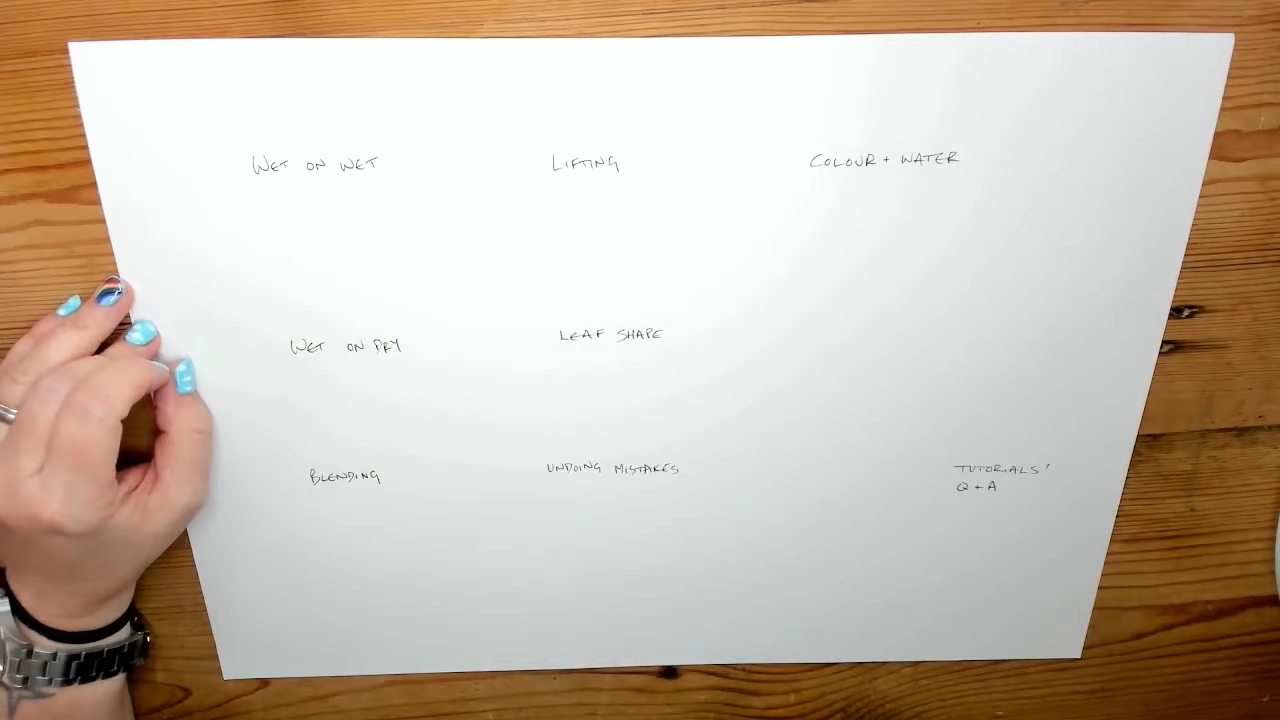 WET ON WET
LIFTING
COLOUR + WATER
WET ON DRY
LEAF SHAPE
BLENDING
UNDOING MISTAKES
TUTORIALS'
Q + A